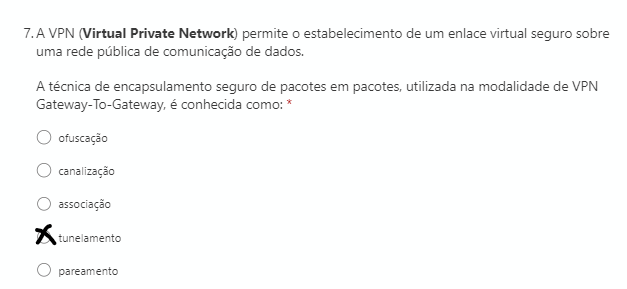 7. A VPN (Virtual Private Network) permite o estabelecimento de um enlace virtual seguro sobre
uma rede pública de comunicação de dados.
A técnica de encapsulamento seguro de pacotes em pacotes, utilizada na modalidade de VPN
Gateway-To-Gateway, é conhecida como: *
ofuscação
canalização
associação
tunelamento
pareamento